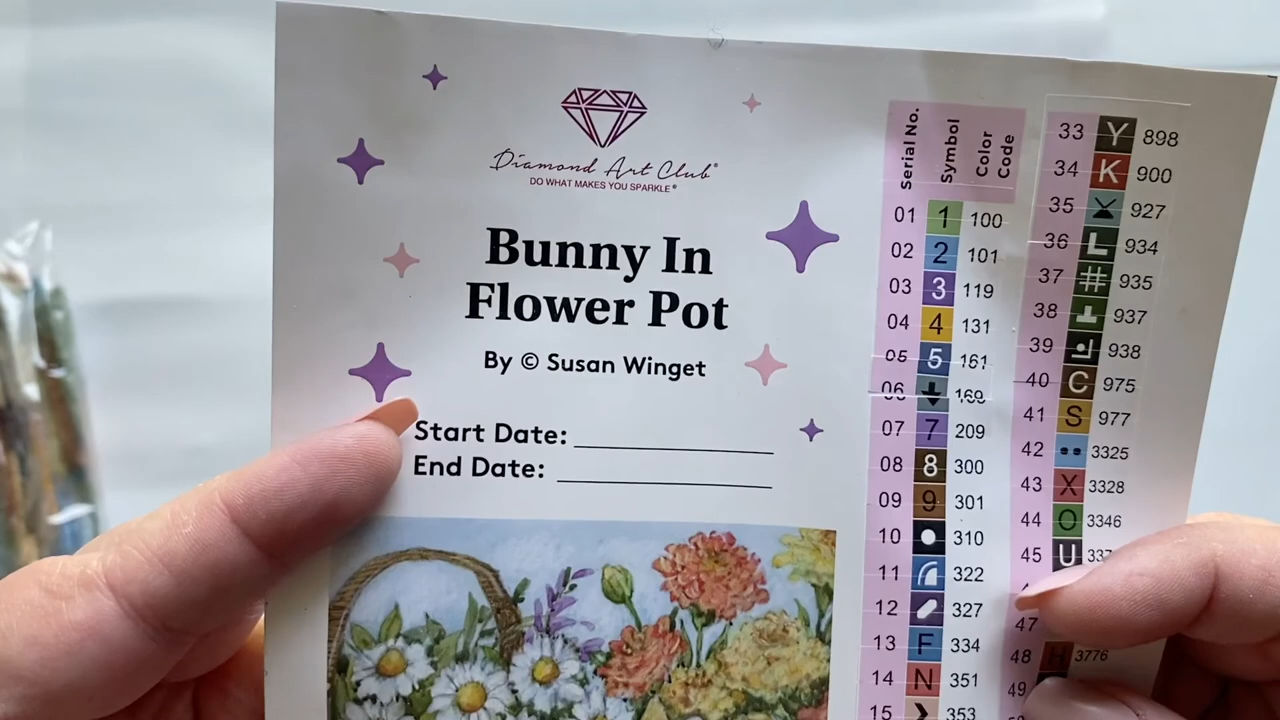 Diamond Art Club®
DO WHAT MAKES YOU SPARKLE®
Bunny In
Flower Pot
By © Susan Winget
Start Date:
End Date:
Serial No. Symbol Color Code
01 1 100
02 2 101
03 3 119
04 4 131
05 5 161
06 169
07 7 209
08 8 300
09 9 301
10 310
11 322
12 327
13 F 334
14 N 351
15 353
33 Y 898
34 K 900
35 927
36 L 934
37 # 935
38 937
39 938
40 C 975
41 S 977
42 3325
43 X 3328
44 O 3346
45 U
47
48 H 3776
49